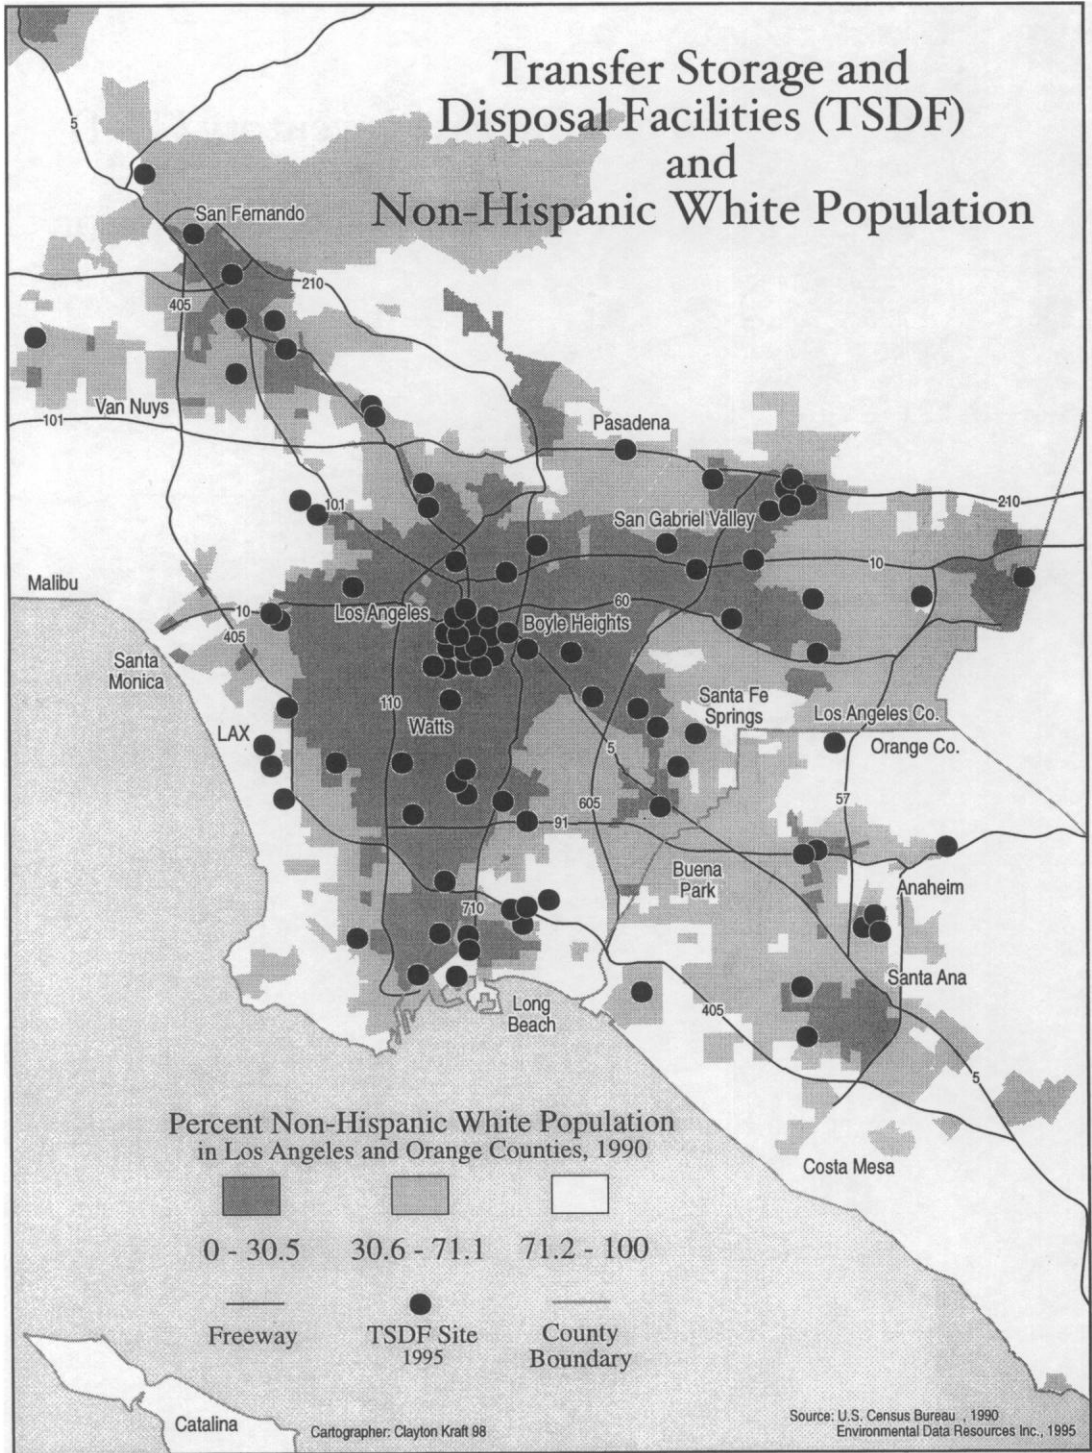 Transfer Storage and
Disposal Facilities (TSDF)
and
Non-Hispanic White Population
5
San Fernando
405
210
Van Nuys
101
Pasadena
101
210
San Gabriel Valley
Malibu
10
10
Los Angeles
60
Boyle Heights
405
Santa
Monica
110
Santa Fe
Springs
Los Angeles Co.
Watts
LAX
Orange Co.
5
605
57
91
Buena
Park
Anaheim
710
Santa Ana
Long
Beach
405
5
Costa Mesa
Percent Non-Hispanic White Population
in Los Angeles and Orange Counties, 1990
0 - 30.5 30.6 - 71.1 71.2 - 100
Freeway TSDF Site County
1995 Boundary
Catalina
Cartographer: Clayton Kraft 98
Source: U.S. Census Bureau , 1990
Environmental Data Resources Inc., 1995